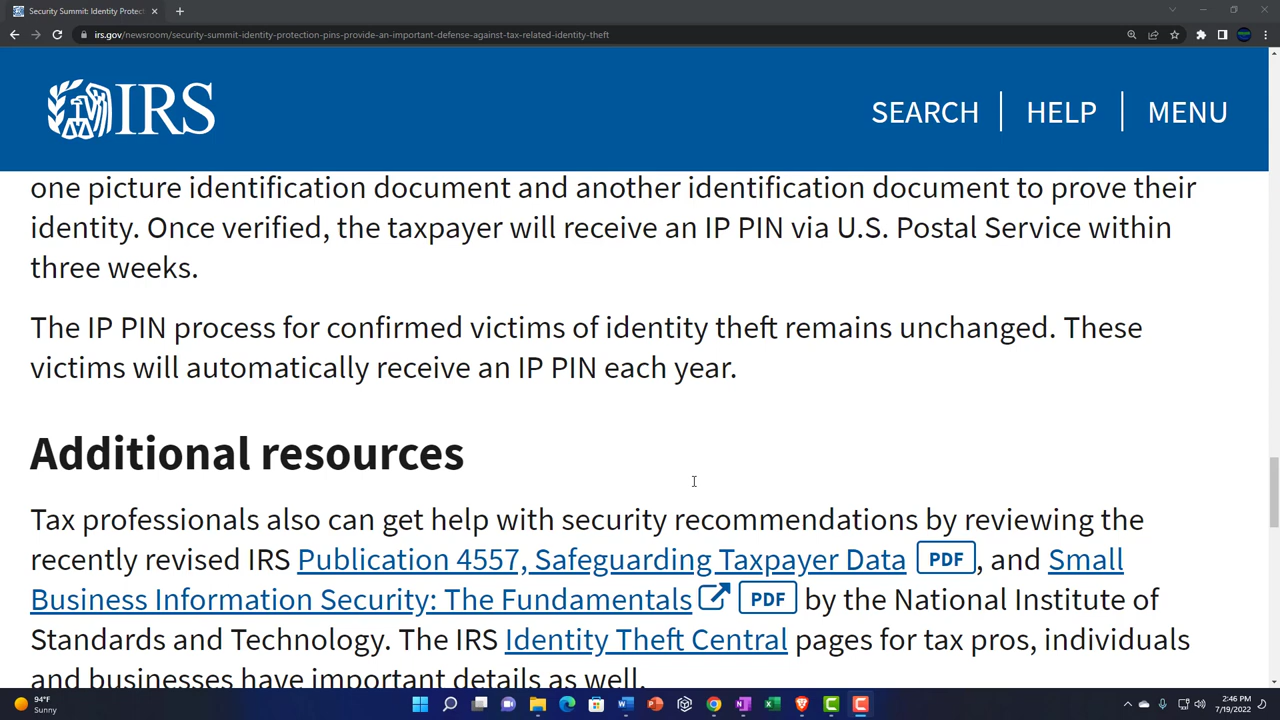 Security Summit: Identity Protec
irs.gov/newsroom/security-summit-identity-protection-pins-provide-an-important-defense-against-tax-related-identity-theft
IRS
SEARCH HELP MENU
one picture identification document and another identification document to prove their
identity. Once verified, the taxpayer will receive an IP PIN via U.S. Postal Service within
three weeks.
The IP PIN process for confirmed victims of identity theft remains unchanged. These
victims will automatically receive an IP PIN each year.
Additional resources
Tax professionals also can get help with security recommendations by reviewing the
recently revised IRS Publication 4557, Safeguarding Taxpayer Data PDF, and Small
Business Information Security: The Fundamentals PDF by the National Institute of
Standards and Technology. The IRS Identity Theft Central pages for tax pros, individuals
and businesses have important details as well.
94°F
Sunny
2:46 PM
7/19/2022